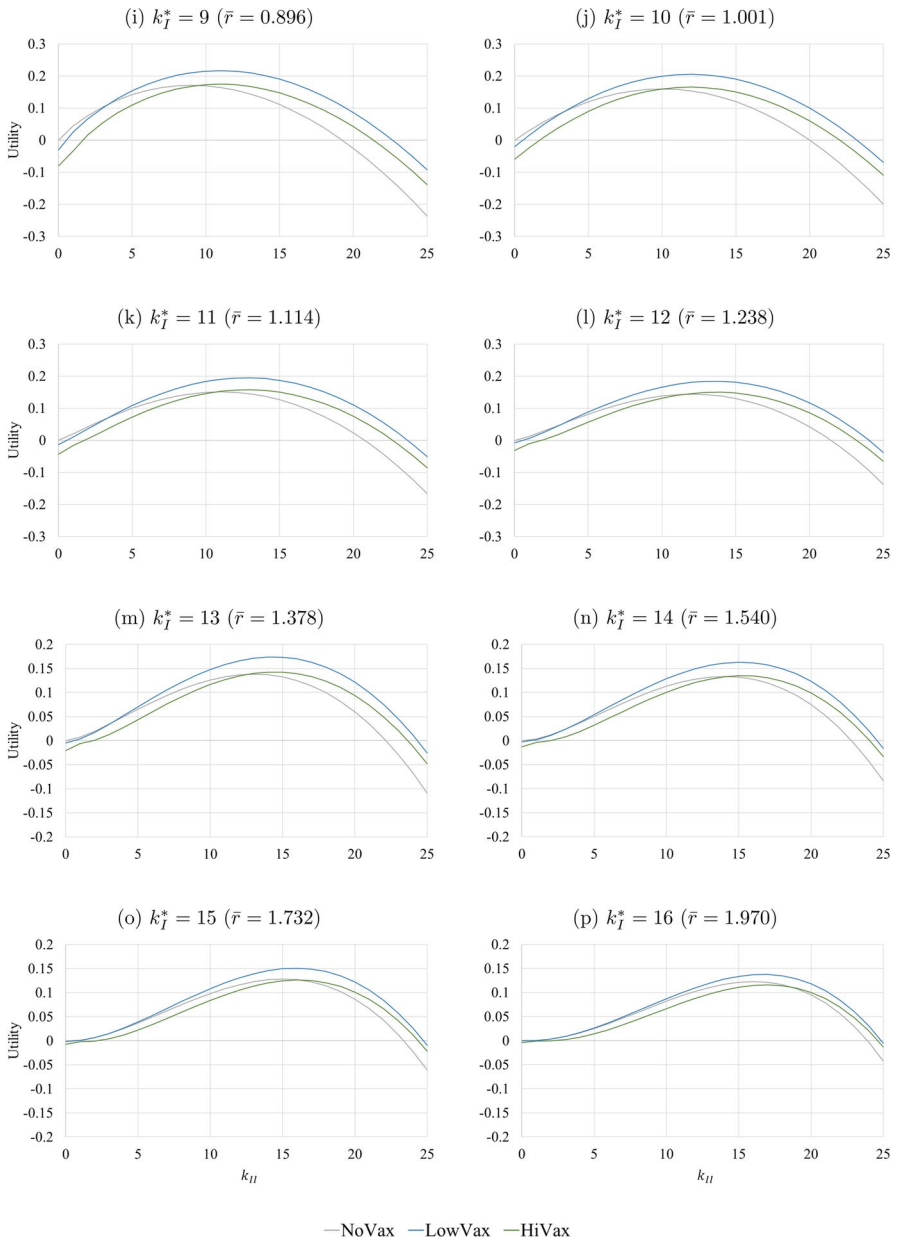 (i) k*_I = 9 (r̄ = 0.896)
(j) k*_I = 10 (r̄ = 1.001)
0.3
0.2
0.1
0
-0.1
-0.2
-0.3
Utility
0 5 10 15 20 25
0.3
0.2
0.1
0
-0.1
-0.2
-0.3
0 5 10 15 20 25
(k) k*_I = 11 (r̄ = 1.114)
(l) k*_I = 12 (r̄ = 1.238)
0.3
0.2
0.1
0
-0.1
-0.2
-0.3
Utility
0 5 10 15 20 25
0.3
0.2
0.1
0
-0.1
-0.2
-0.3
0 5 10 15 20 25
(m) k*_I = 13 (r̄ = 1.378)
(n) k*_I = 14 (r̄ = 1.540)
0.2
0.15
0.1
0.05
0
-0.05
-0.1
-0.15
-0.2
Utility
0 5 10 15 20 25
0.2
0.15
0.1
0.05
0
-0.05
-0.1
-0.15
-0.2
0 5 10 15 20 25
(o) k*_I = 15 (r̄ = 1.732)
(p) k*_I = 16 (r̄ = 1.970)
0.2
0.15
0.1
0.05
0
-0.05
-0.1
-0.15
-0.2
Utility
0 5 10 15 20 25
k_II
0.2
0.15
0.1
0.05
0
-0.05
-0.1
-0.15
-0.2
0 5 10 15 20 25
k_II
NoVax LowVax HiVax